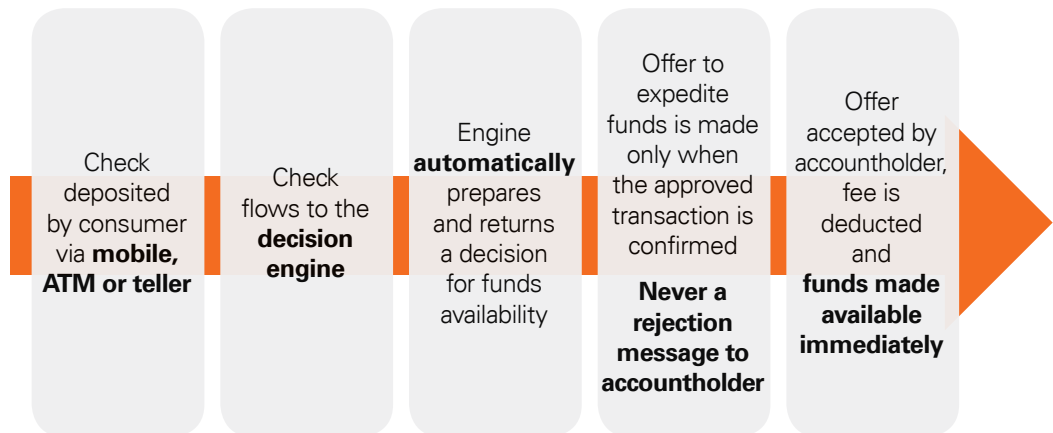 Check
deposited
by consumer
via mobile,
ATM or teller
Check
flows to the
decision
engine
Engine
automatically
prepares
and returns
a decision
for funds
availability
Offer to
expedite
funds is made
only when
the approved
transaction is
confirmed
Never a
rejection
message to
accountholder
Offer
accepted by
accountholder,
fee is
deducted
and
funds made
available
immediately